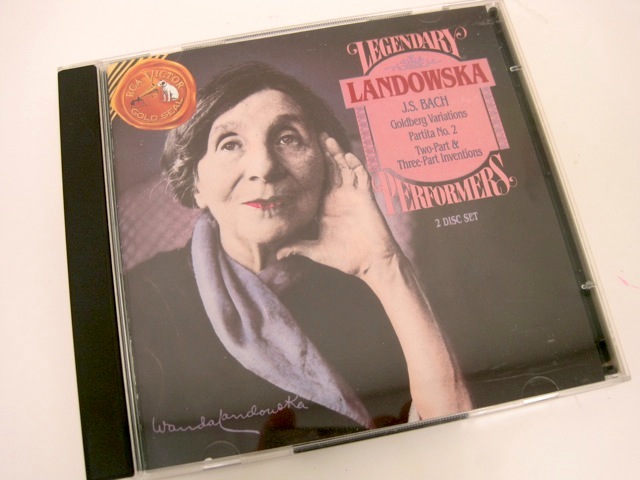 RCA VICTOR
GOLD SEAL
LEGENDARY
LANDOWSKA
J.S. BACH
Goldberg Variations
Partita No. 2
Two-Part &
Three-Part Inventions
PERFORMERS
2 DISC SET
Wanda Landowska